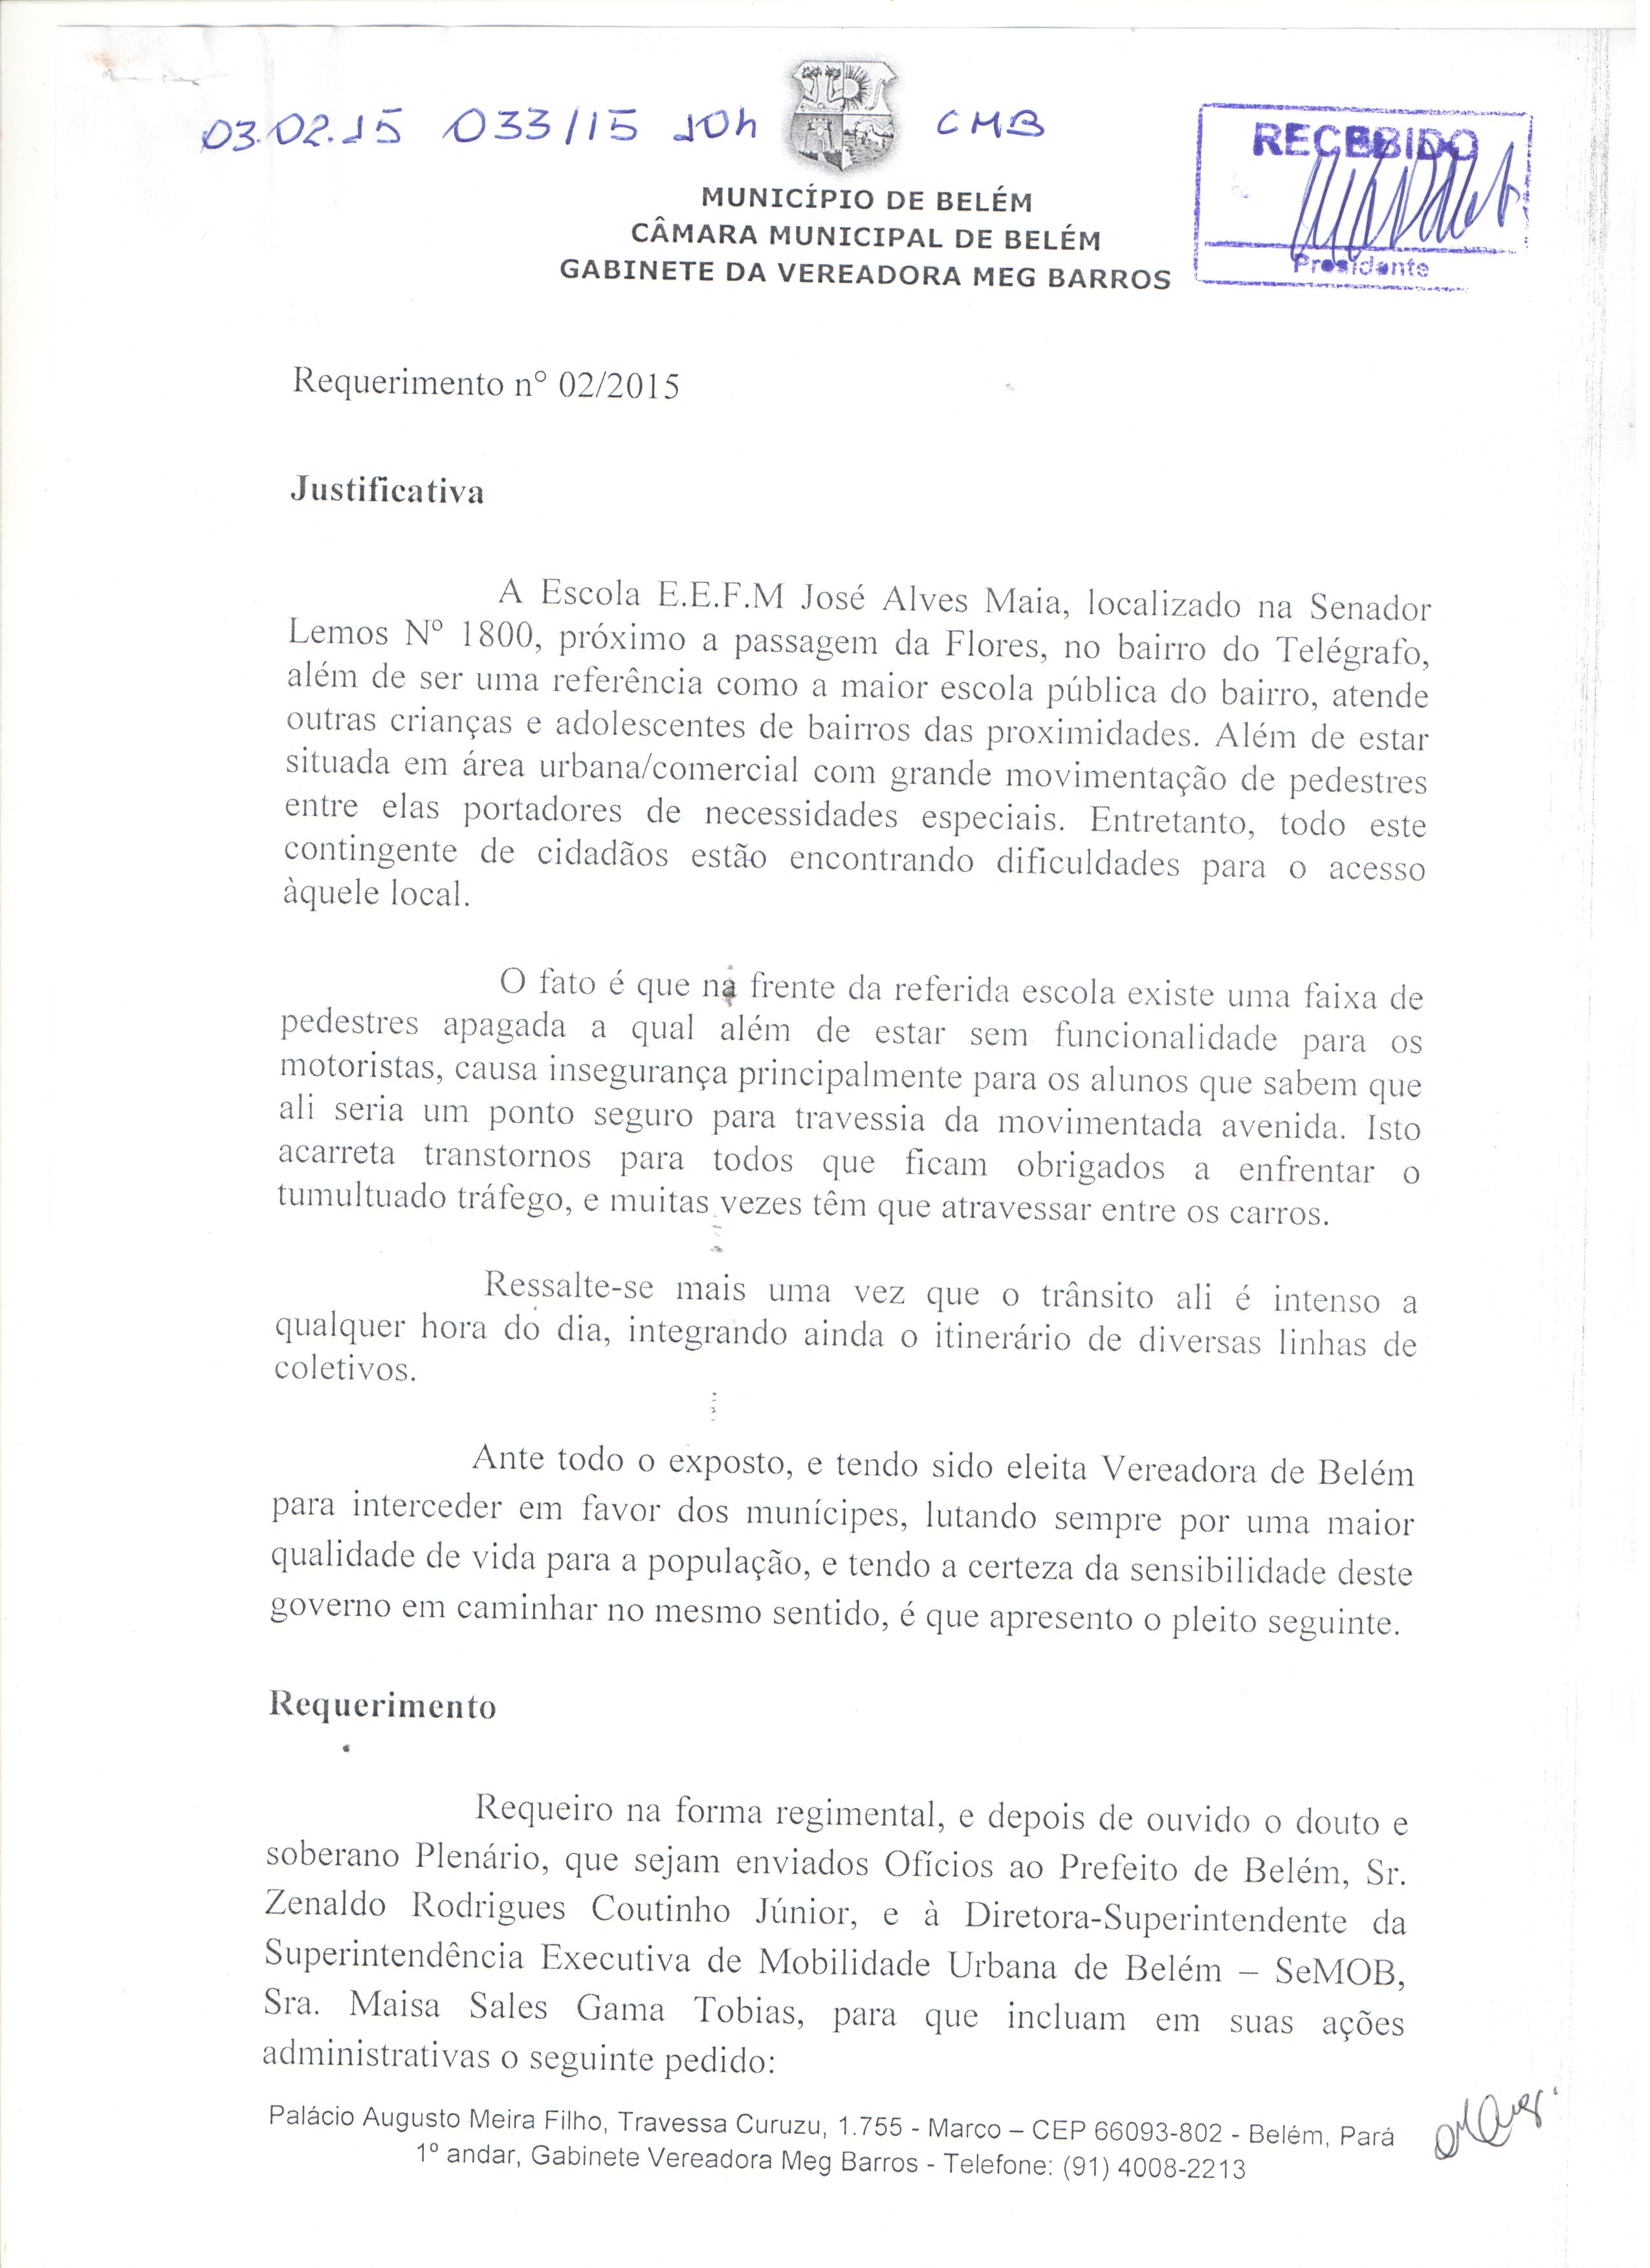 03.02.15 033/15 10h CMB
RECEBIDO
Presidente
MUNICÍPIO DE BELÉM
CÂMARA MUNICIPAL DE BELÉM
GABINETE DA VEREADORA MEG BARROS
Requerimento n° 02/2015
Justificativa
A Escola E.E.F.M José Alves Maia, localizado na Senador
Lemos Nº 1800, próximo a passagem da Flores, no bairro do Telégrafo,
além de ser uma referência como a maior escola pública do bairro, atende
outras crianças e adolescentes de bairros das proximidades. Além de estar
situada em área urbana/comercial com grande movimentação de pedestres
entre elas portadores de necessidades especiais. Entretanto, todo este
contingente de cidadãos estão encontrando dificuldades para o acesso
àquele local.
O fato é que na frente da referida escola existe uma faixa de
pedestres apagada a qual além de estar sem funcionalidade para os
motoristas, causa insegurança principalmente para os alunos que sabem que
ali seria um ponto seguro para travessia da movimentada avenida. Isto
acarreta transtornos para todos que ficam obrigados a enfrentar o
tumultuado tráfego, e muitas vezes têm que atravessar entre os carros.
Ressalte-se mais uma vez que o trânsito ali é intenso a
qualquer hora do dia, integrando ainda o itinerário de diversas linhas de
coletivos.
Ante todo o exposto, e tendo sido eleita Vereadora de Belém
para interceder em favor dos munícipes, lutando sempre por uma maior
qualidade de vida para a população, e tendo a certeza da sensibilidade deste
governo em caminhar no mesmo sentido, é que apresento o pleito seguinte.
Requerimento
Requeiro na forma regimental, e depois de ouvido o douto e
soberano Plenário, que sejam enviados Ofícios ao Prefeito de Belém, Sr.
Zenaldo Rodrigues Coutinho Júnior, e à Diretora-Superintendente da
Superintendência Executiva de Mobilidade Urbana de Belém – SeMOB,
Sra. Maisa Sales Gama Tobias, para que incluam em suas ações
administrativas o seguinte pedido:
Palácio Augusto Meira Filho, Travessa Curuzu, 1.755 - Marco – CEP 66093-802 - Belém, Pará
1º andar, Gabinete Vereadora Meg Barros - Telefone: (91) 4008-2213